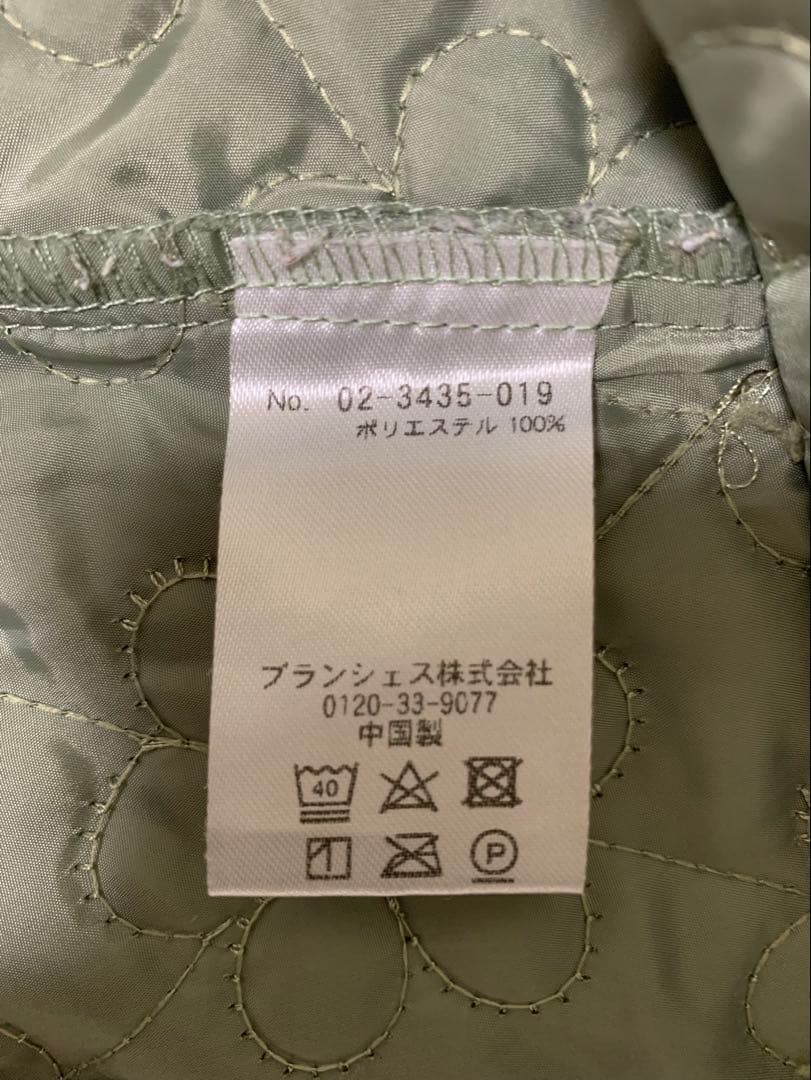 No. 02-3435-019
ポリエステル 100%
ブランシェス株式会社
0120-33-9077
中国製
40
P